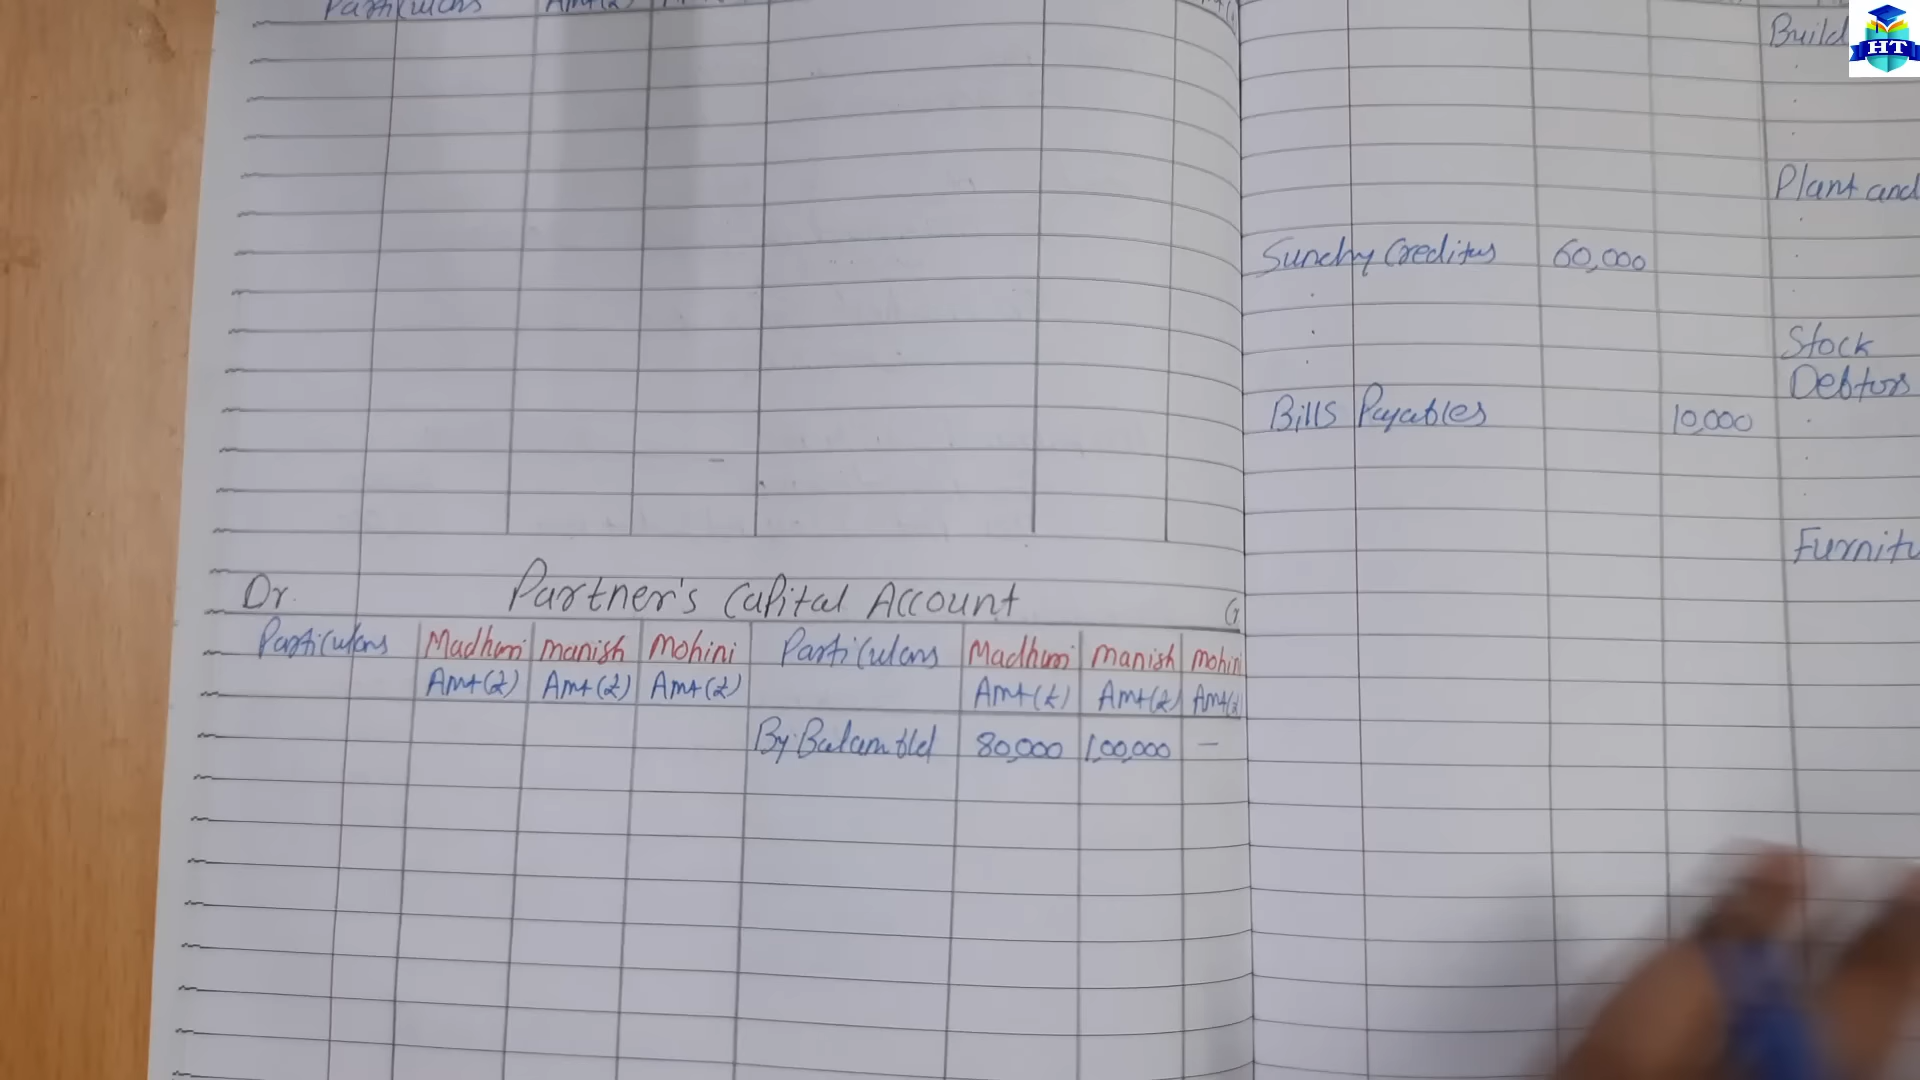 Particulars Amt(₹)
Build
HT
Plant and
Sundry Creditors 60,000
Stock
Debtors
Bills Payables 10,000
Furnitu
Dr. Partner's Capital Account
Particulars Madhuri Manish Mohini Particulars Madhuri Manish Mohini
Amt(₹) Amt(₹) Amt(₹) Amt(₹) Amt(₹) Amt(₹)
By Balance b/d 80,000 1,00,000 —